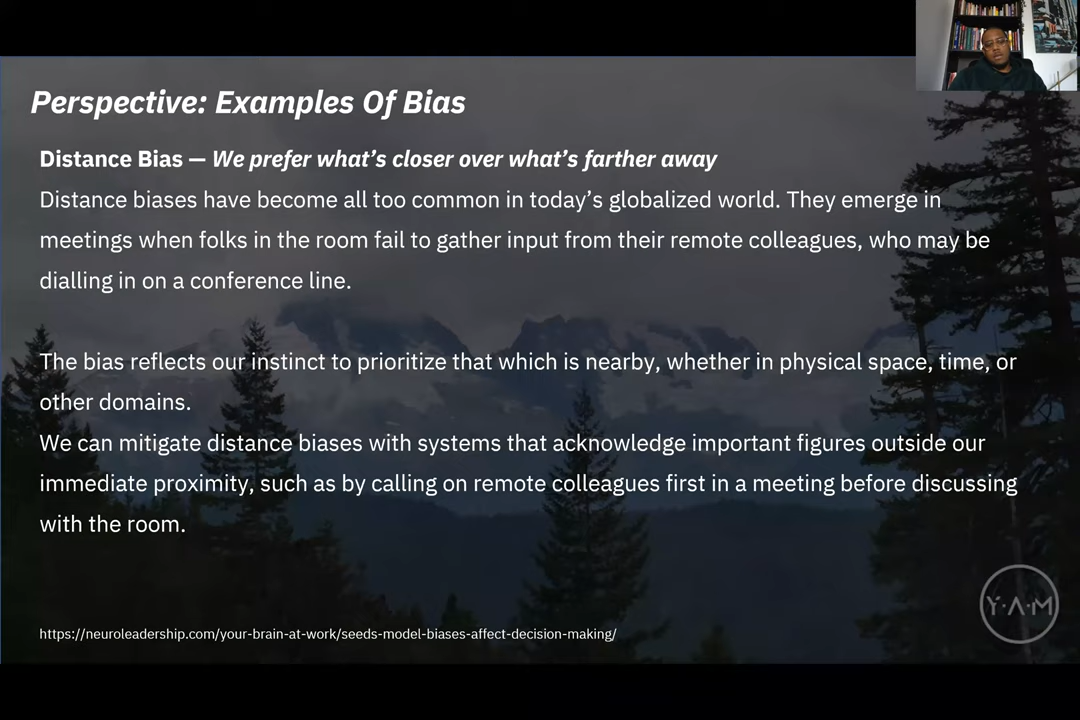 Perspective: Examples Of Bias
Distance Bias — We prefer what's closer over what's farther away
Distance biases have become all too common in today's globalized world. They emerge in
meetings when folks in the room fail to gather input from their remote colleagues, who may be
dialling in on a conference line.
The bias reflects our instinct to prioritize that which is nearby, whether in physical space, time, or
other domains.
We can mitigate distance biases with systems that acknowledge important figures outside our
immediate proximity, such as by calling on remote colleagues first in a meeting before discussing
with the room.
Y·Λ·M
https://neuroleadership.com/your-brain-at-work/seeds-model-biases-affect-decision-making/